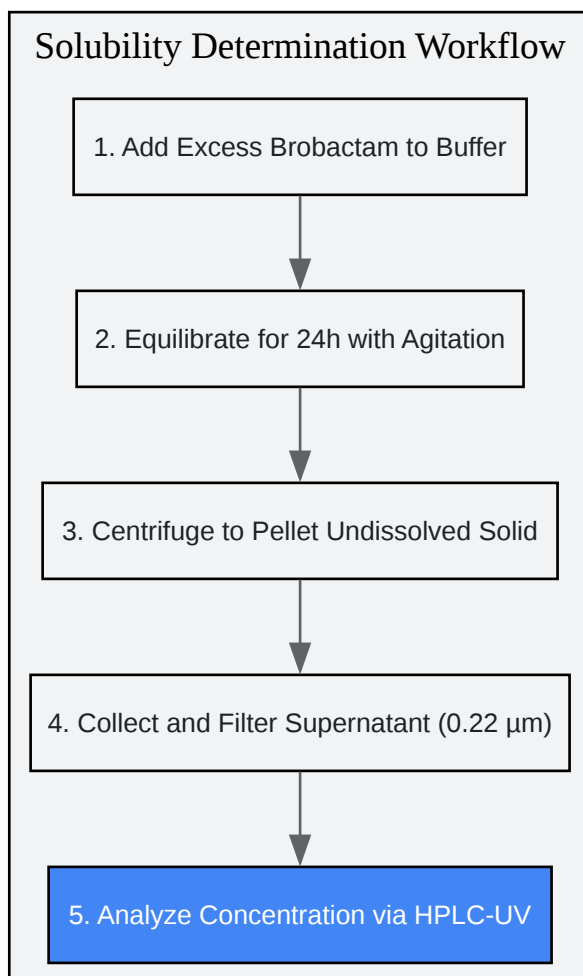 Solubility Determination Workflow
1. Add Excess Brobactam to Buffer
2. Equilibrate for 24h with Agitation
3. Centrifuge to Pellet Undissolved Solid
4. Collect and Filter Supernatant (0.22 µm)
5. Analyze Concentration via HPLC-UV